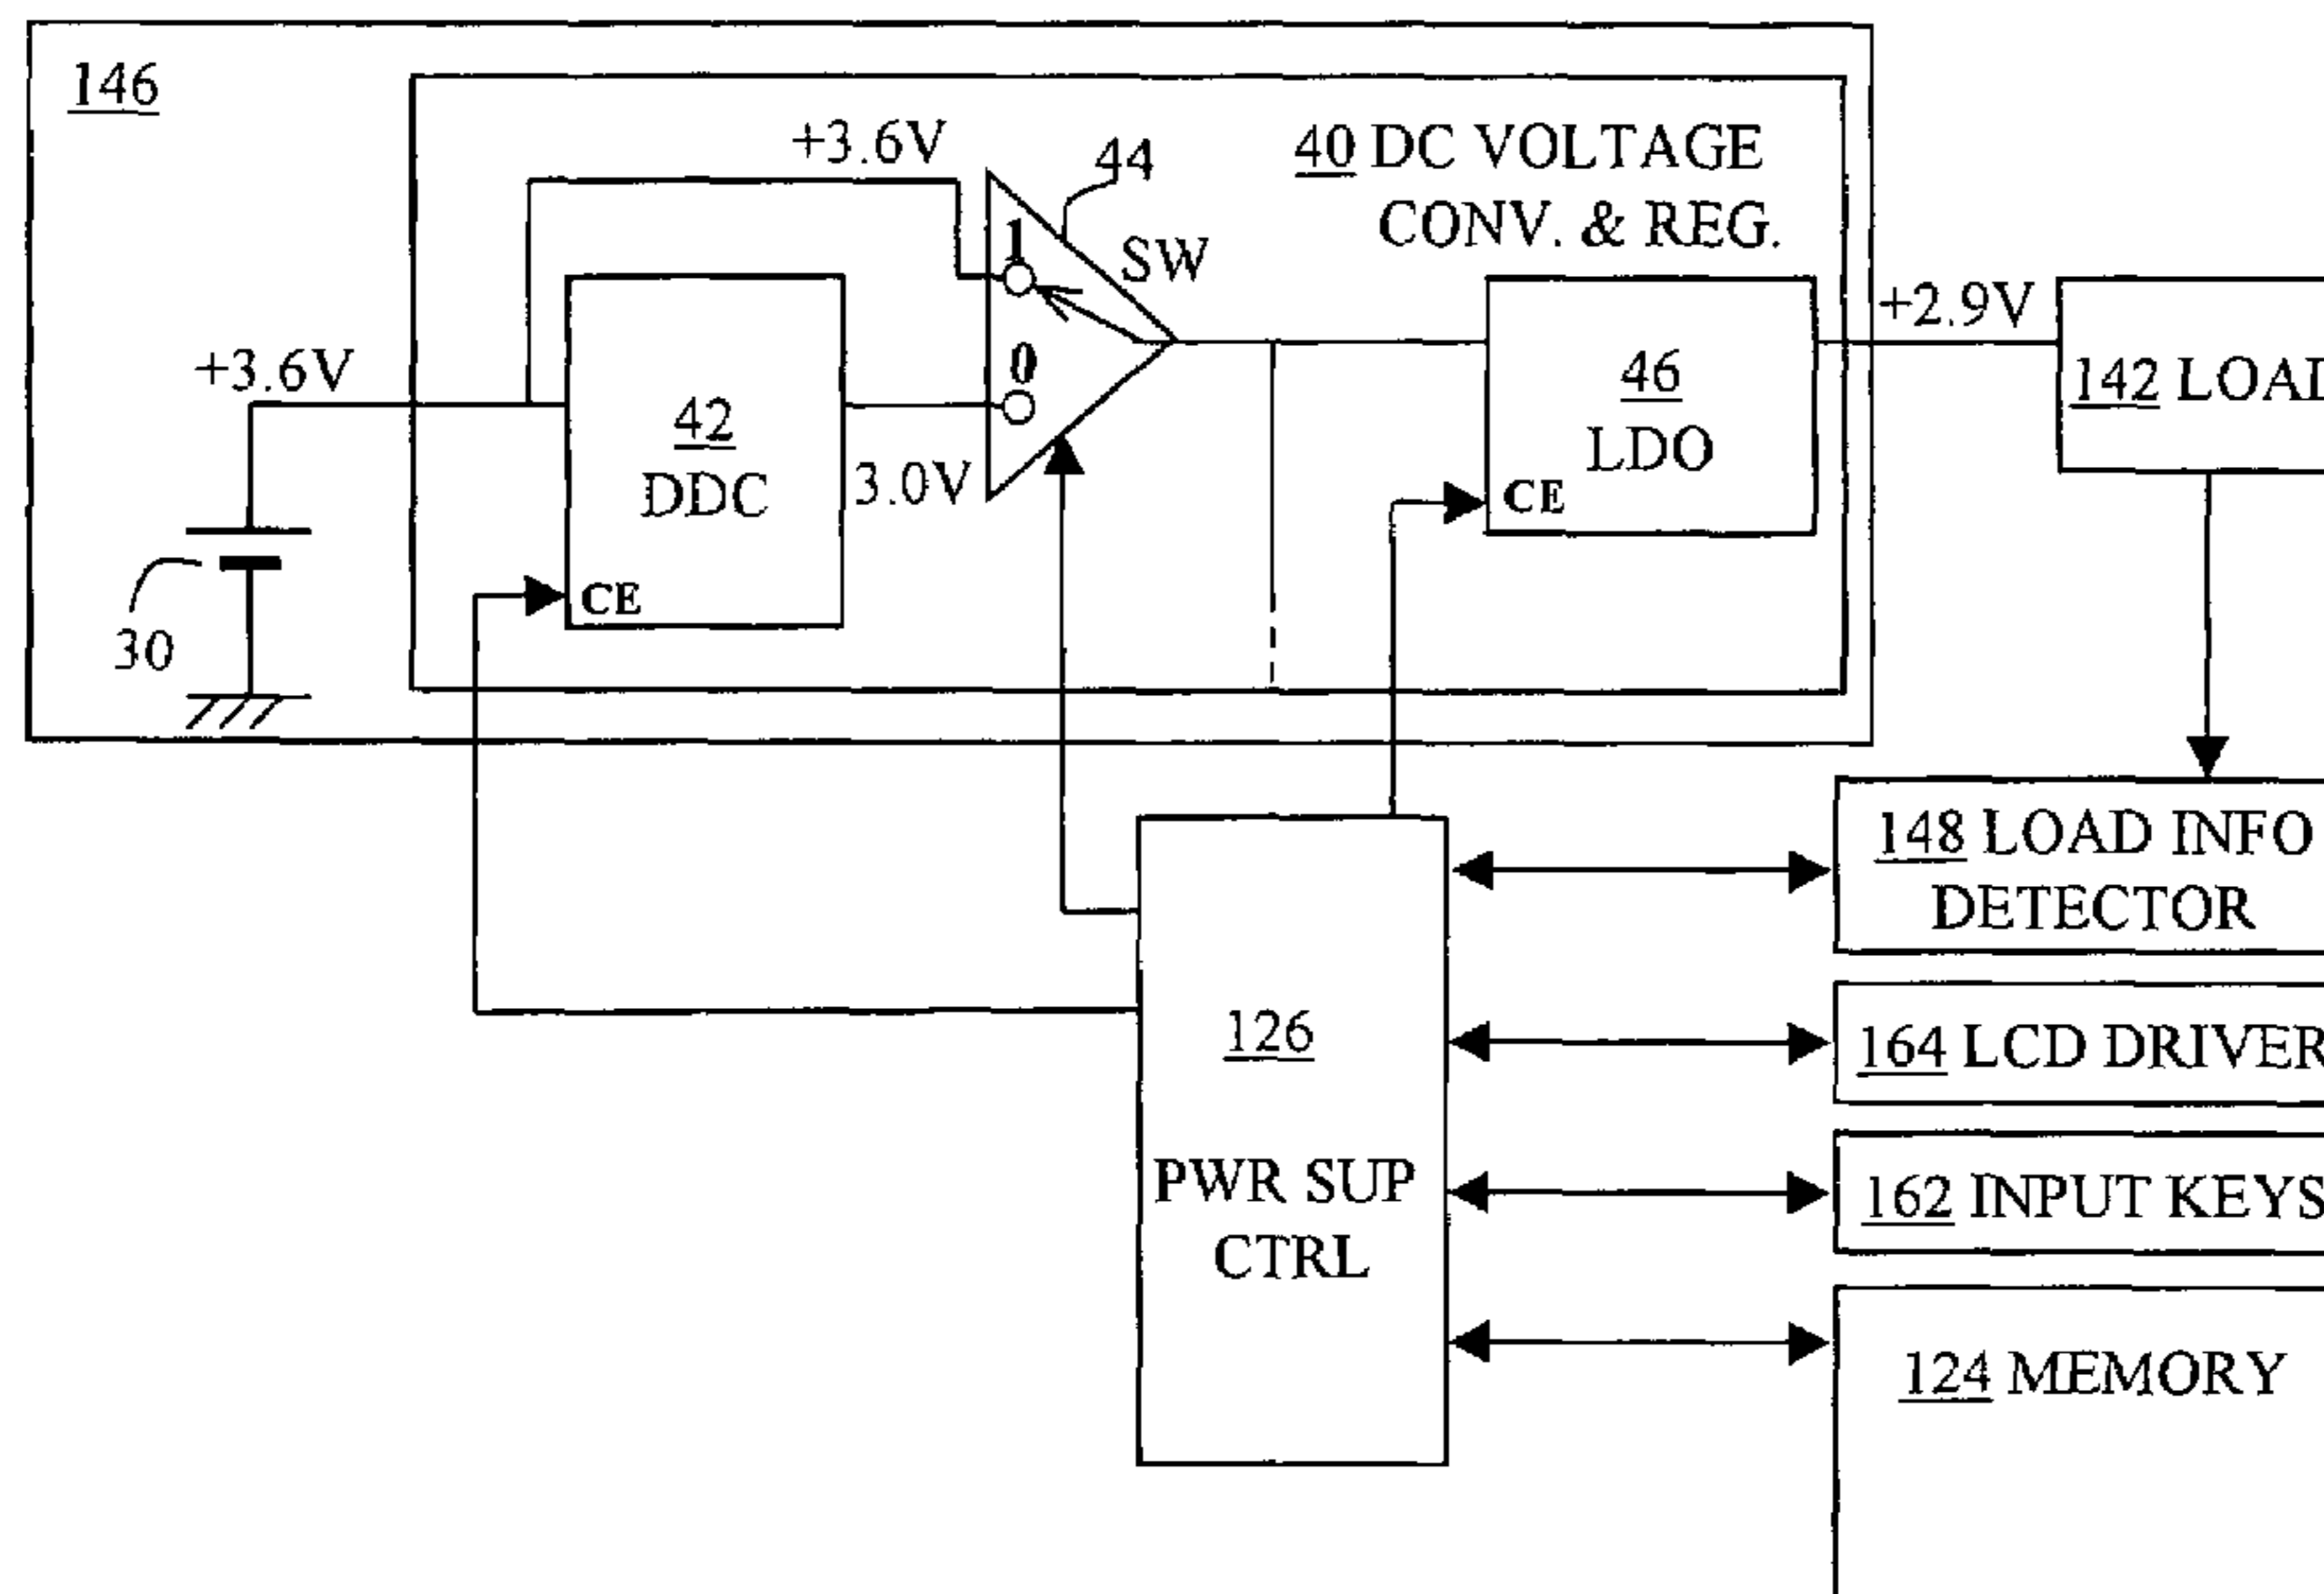 146
+3.6V
44
40 DC VOLTAGE
CONV. & REG.
1
SW
+2.9V
+3.6V
0
46
LDO
142 LOAD
42
DDC
3.0V
CE
CE
30
148 LOAD INFO
DETECTOR
126
PWR SUP
CTRL
164 LCD DRIVER
162 INPUT KEYS
124 MEMORY